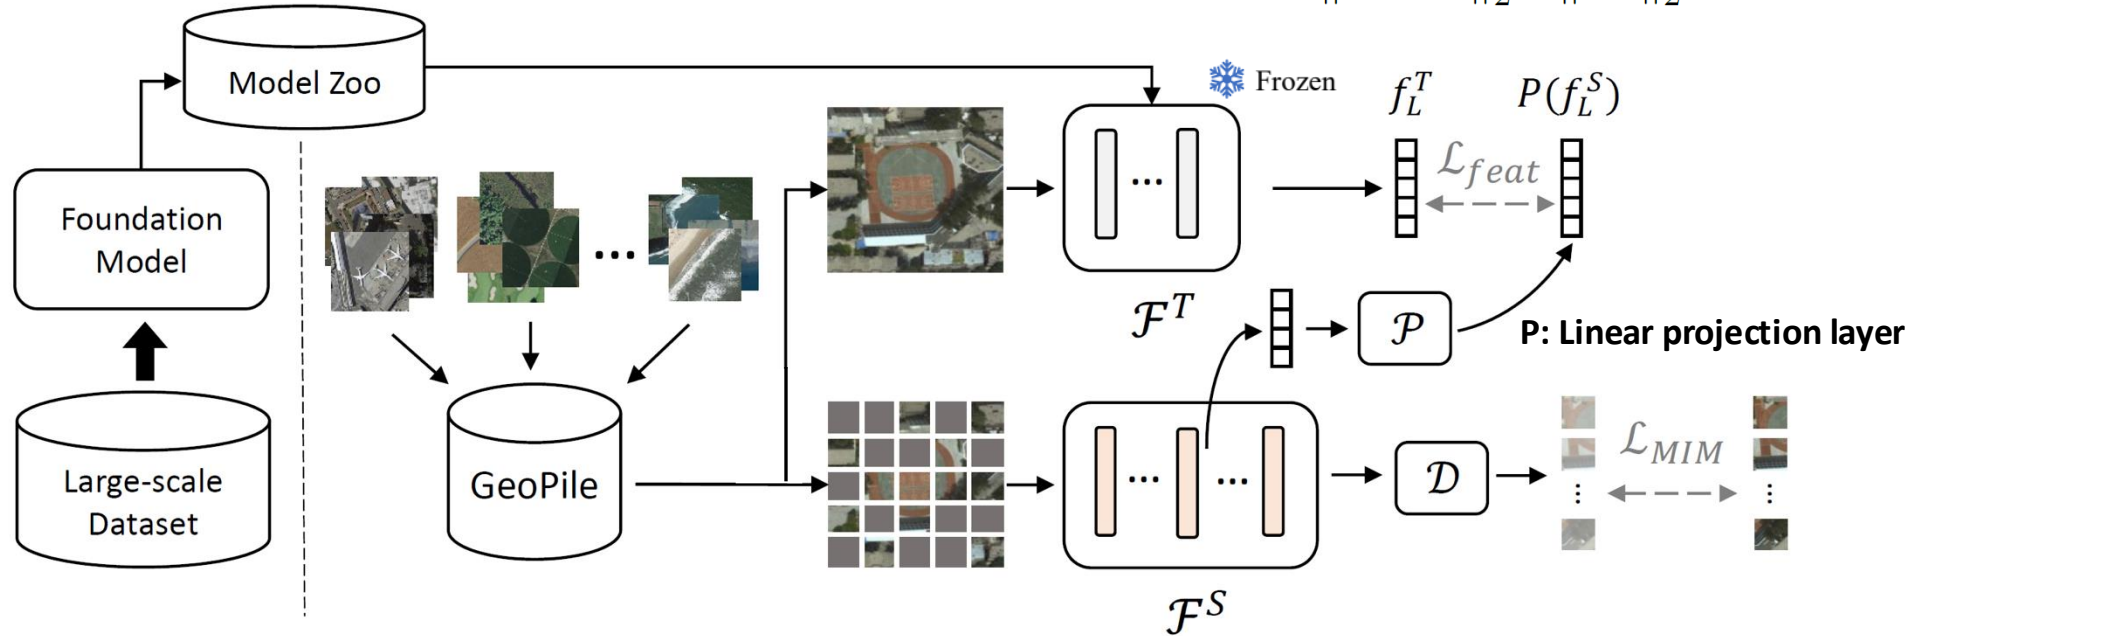 Model Zoo
Frozen
f_L^T
P(f_L^S)
ℒ_feat
Foundation
Model
...
...
ℱ^T
𝒫
P: Linear projection layer
Large-scale
Dataset
GeoPile
... ...
𝒟
ℒ_MIM
ℱ^S